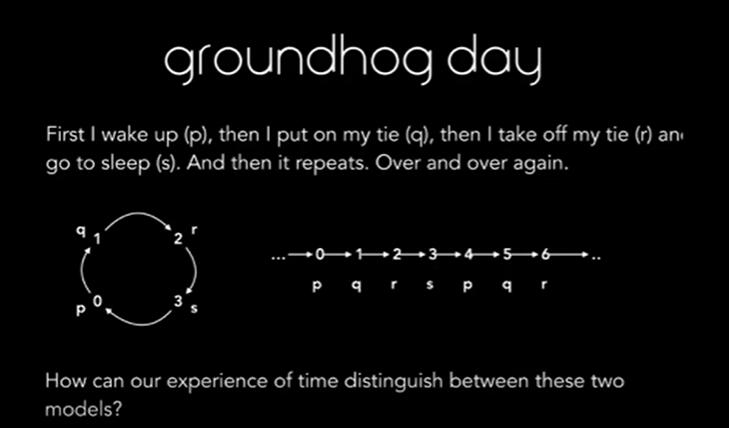 groundhog day
First I wake up (p), then I put on my tie (q), then I take off my tie (r) an
go to sleep (s). And then it repeats. Over and over again.
q 1 2 r
p 0 3 s
... 0 1 2 3 4 5 6 ..
p q r s p q r
How can our experience of time distinguish between these two
models?